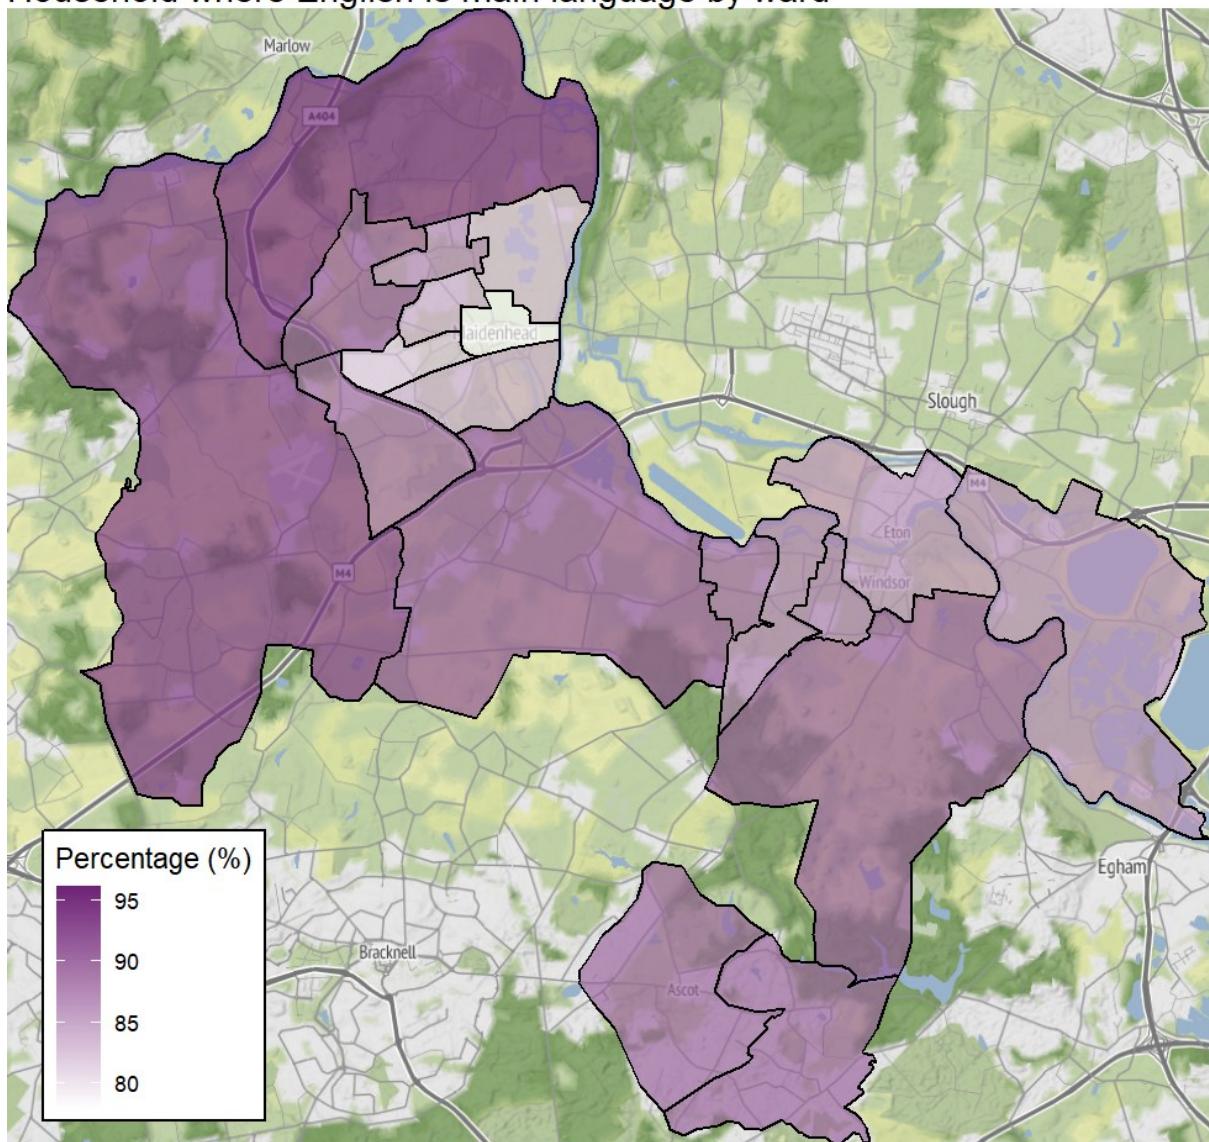 Household where English is main language by ward
Marlow
A404
Maidenhead
Slough
M4
Eton
Windsor
M4
Egham
Percentage (%)
95
90
85
80
Bracknell
Ascot